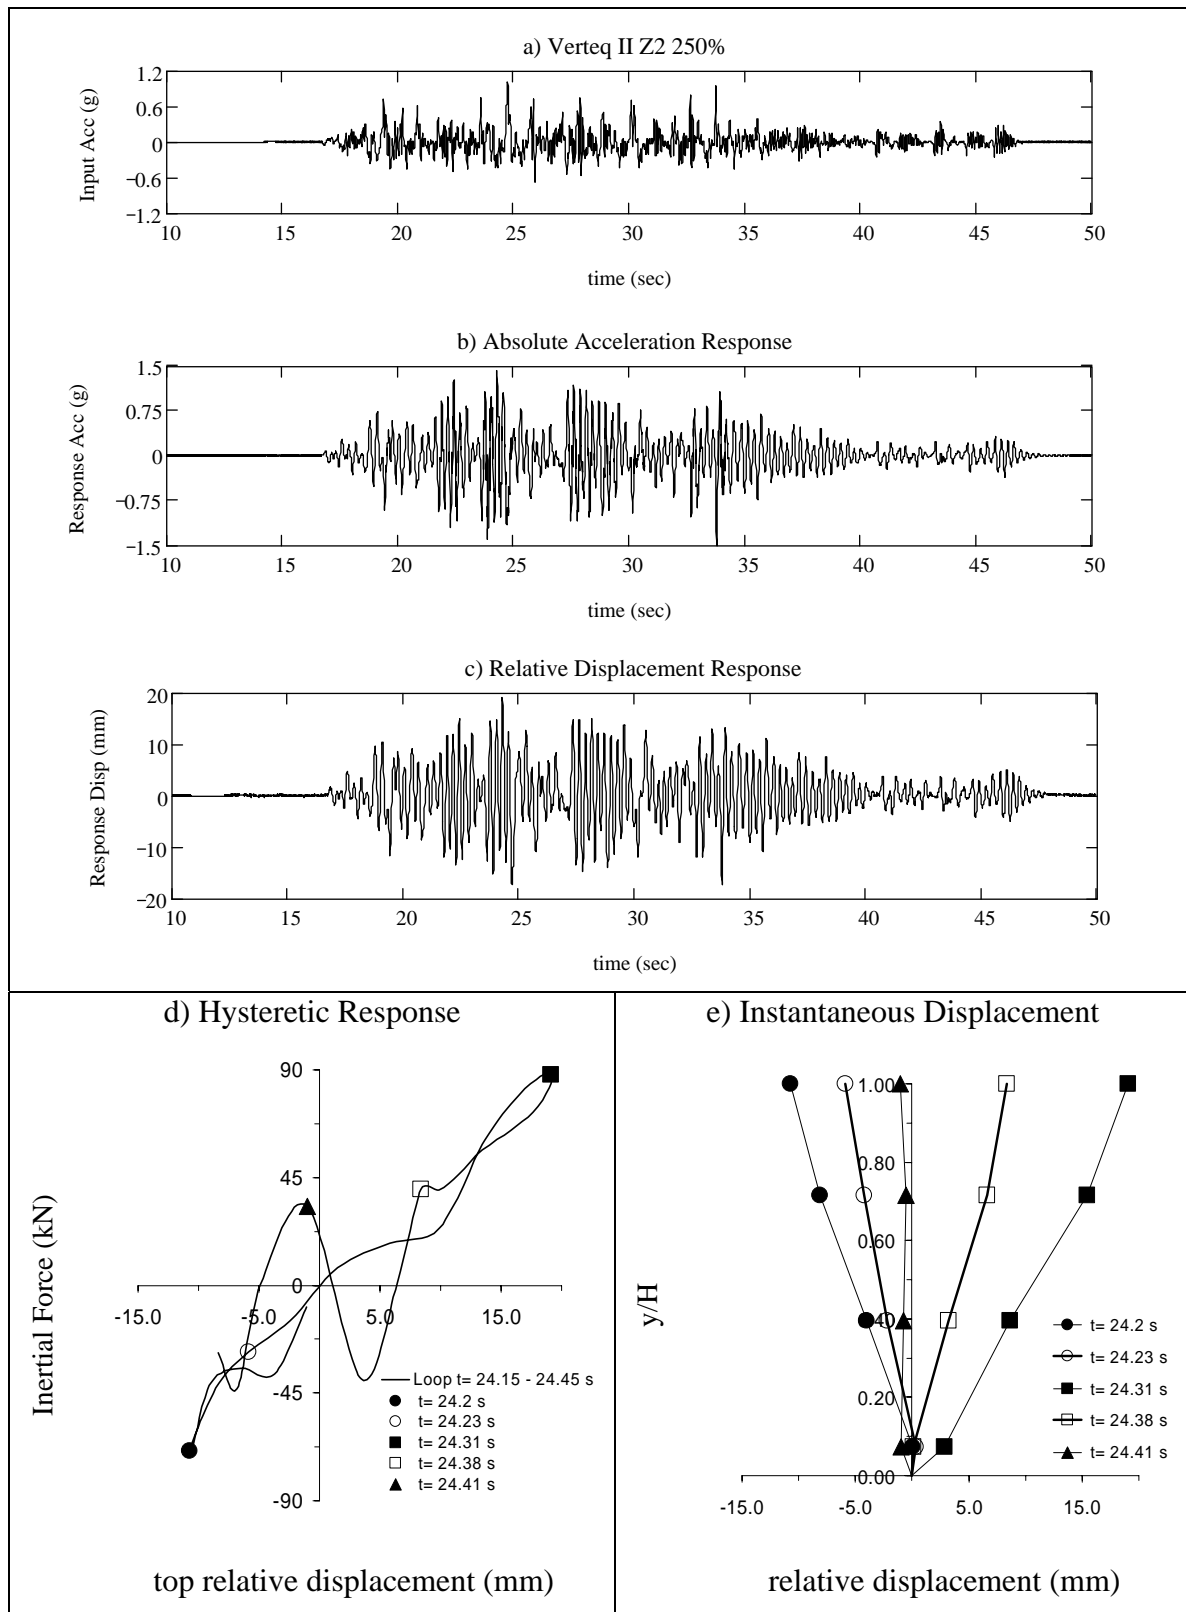 a) Verteq II Z2 250%
Input Acc (g)
1.2
0.6
0
−0.6
−1.2
10 15 20 25 30 35 40 45 50
time (sec)
b) Absolute Acceleration Response
Response Acc (g)
1.5
0.75
0
−0.75
−1.5
10 15 20 25 30 35 40 45 50
time (sec)
c) Relative Displacement Response
Response Disp (mm)
20
10
0
−10
−20
10 15 20 25 30 35 40 45 50
time (sec)
d) Hysteretic Response
Inertial Force (kN)
90
45
0
-45
-90
-15.0 -5.0 5.0 15.0
Loop t= 24.15 - 24.45 s
t= 24.2 s
t= 24.23 s
t= 24.31 s
t= 24.38 s
t= 24.41 s
top relative displacement (mm)
e) Instantaneous Displacement
y/H
1.00
0.80
0.60
0.40
0.20
0.00
-15.0 -5.0 5.0 15.0
t= 24.2 s
t= 24.23 s
t= 24.31 s
t= 24.38 s
t= 24.41 s
relative displacement (mm)